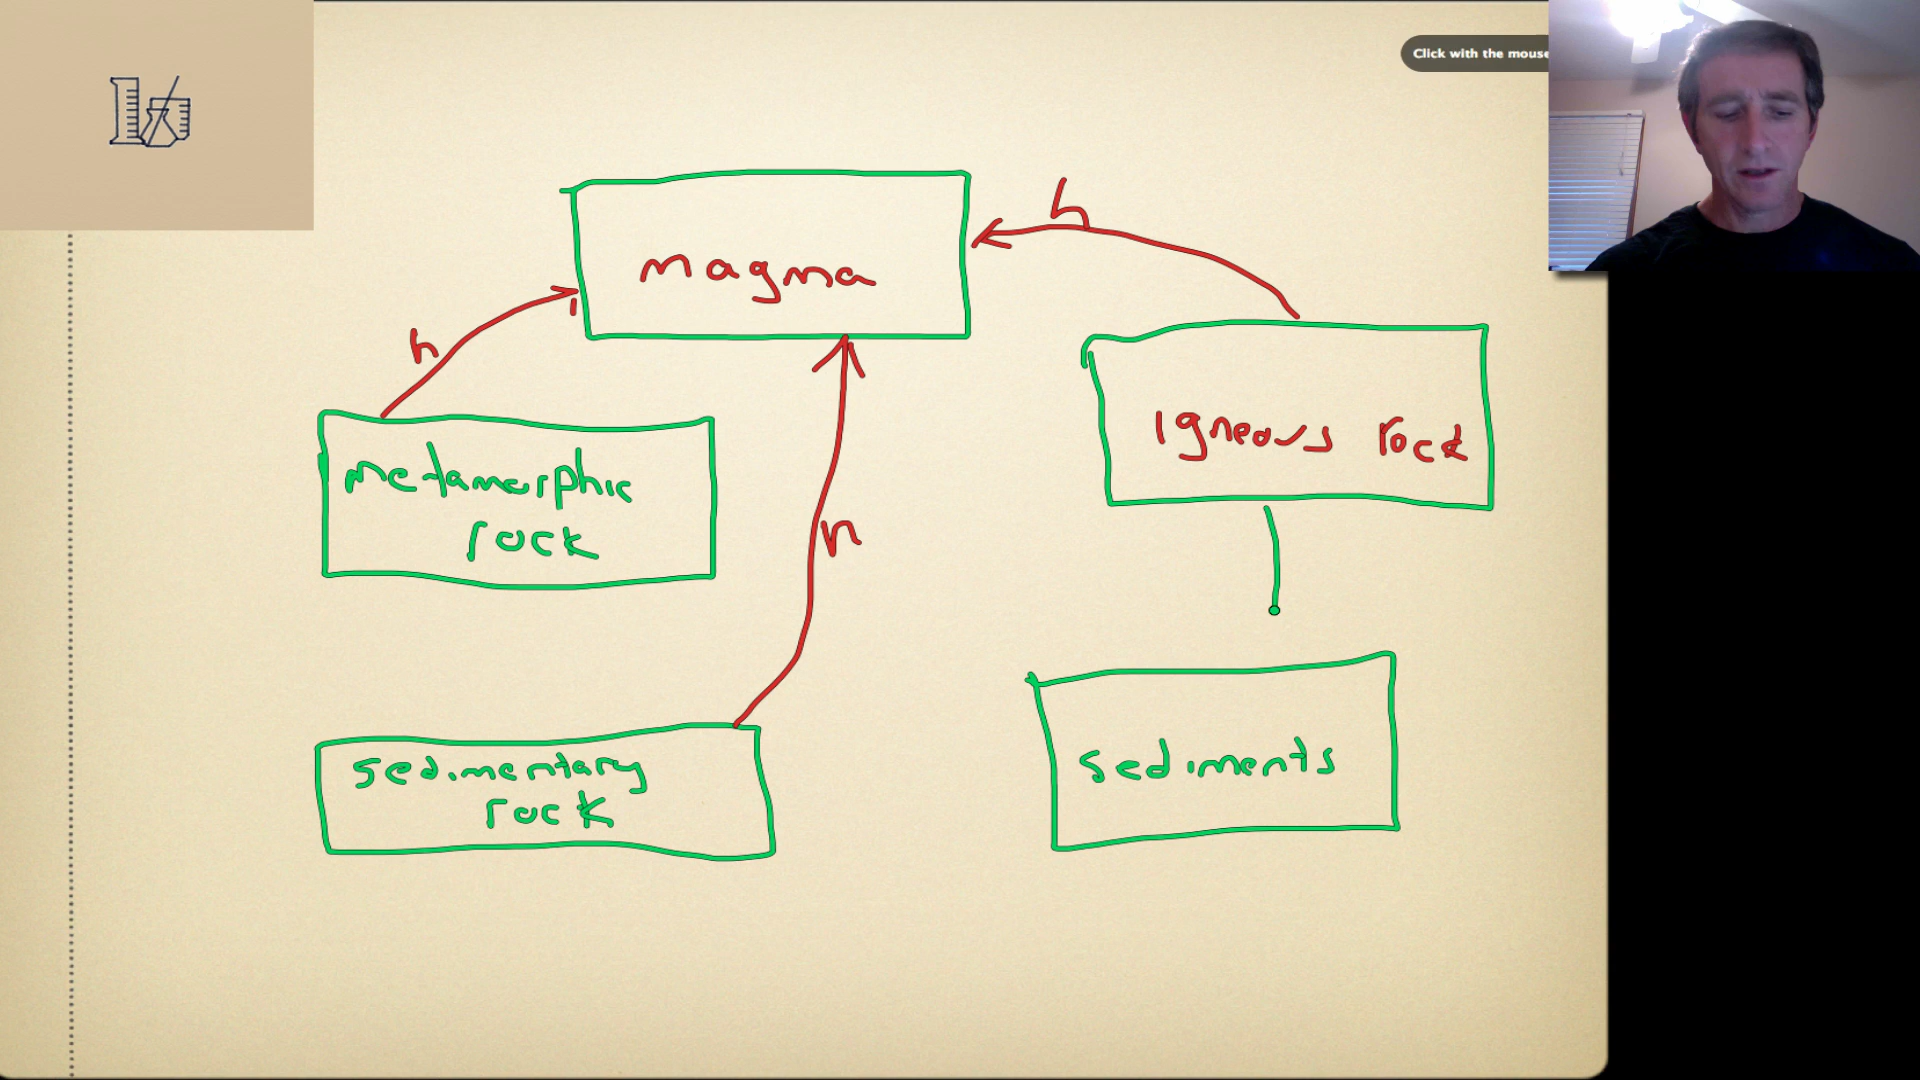 Click with the mouse
magma
h
h
Igneous rock
metamorphic
rock
h
sediments
sedimentary
rock